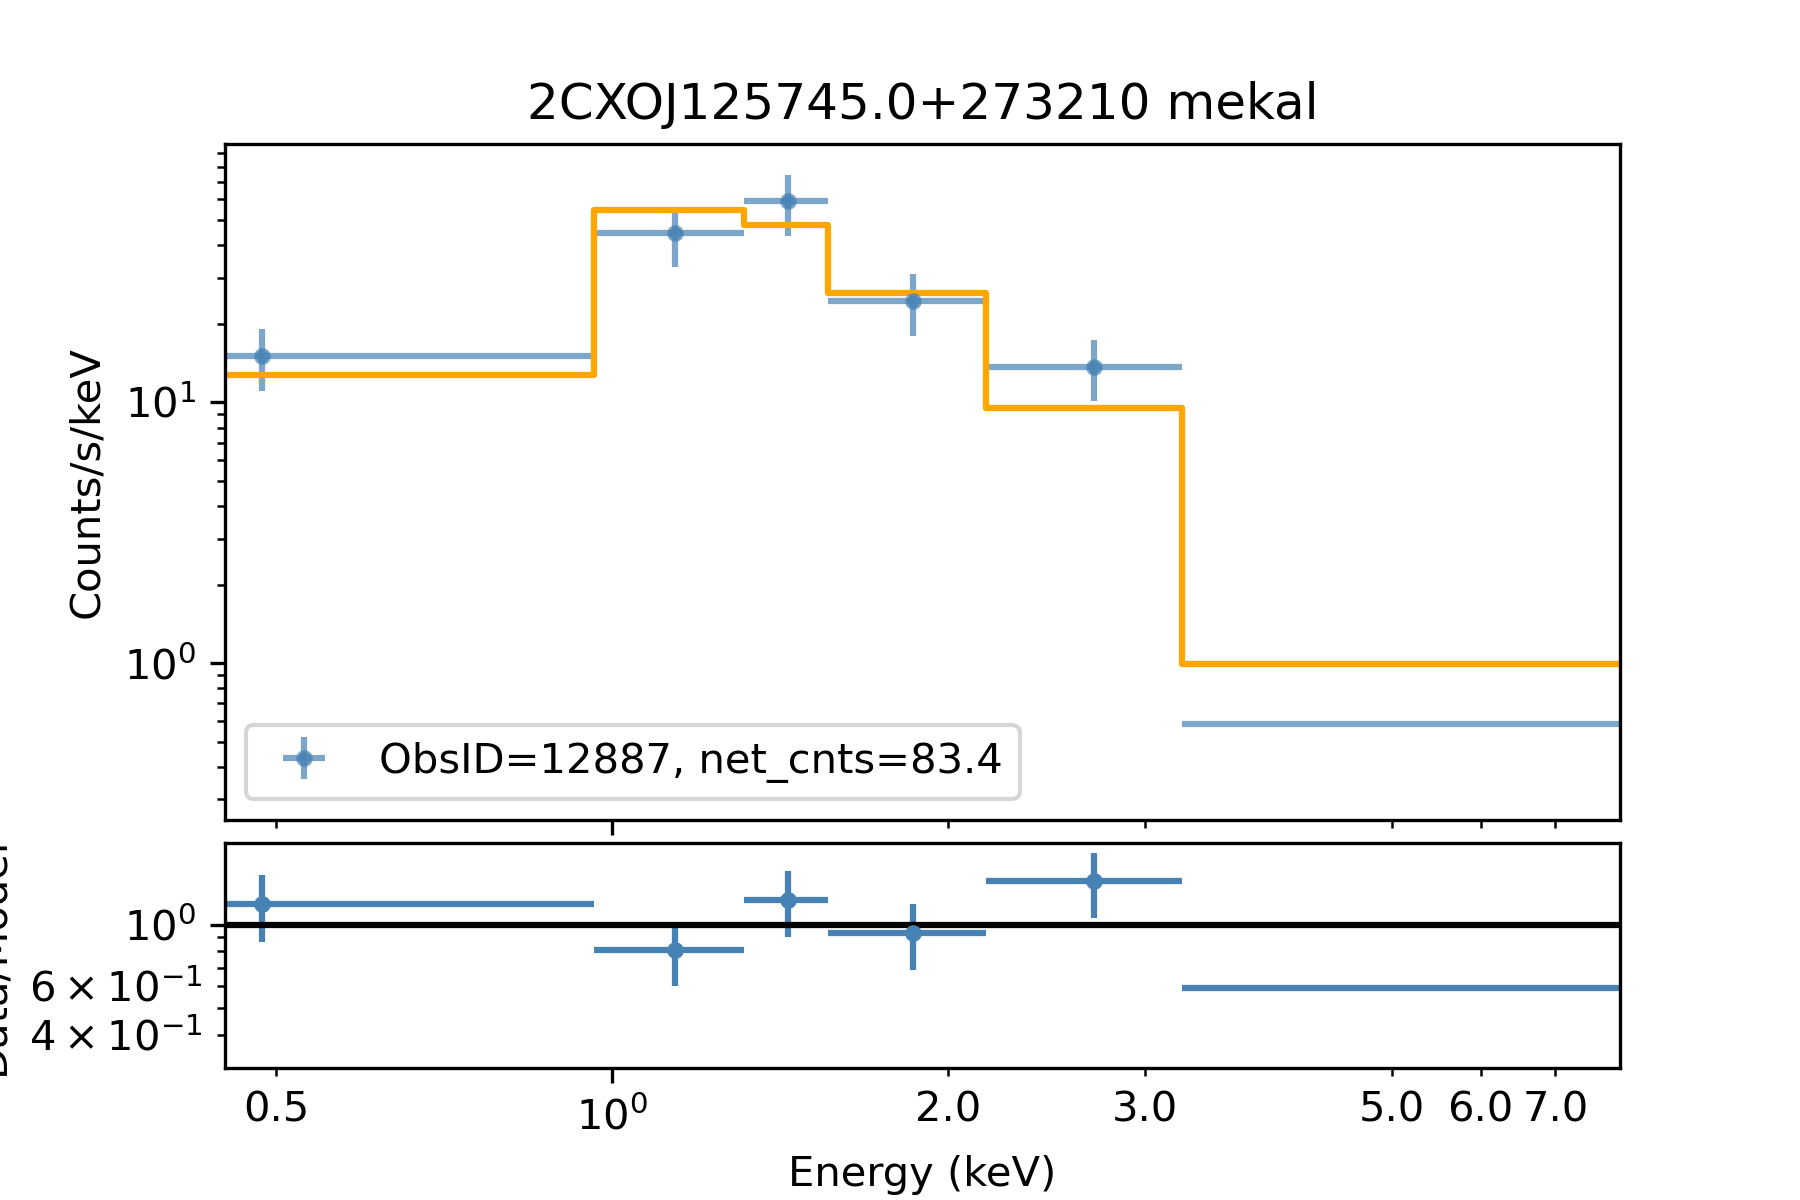 2CXOJ125745.0+273210 mekal
Counts/s/keV
10¹
10⁰
ObsID=12887, net_cnts=83.4
10⁰
6 × 10⁻¹
4 × 10⁻¹
0.5 10⁰ 2.0 3.0 5.0 6.0 7.0
Energy (keV)